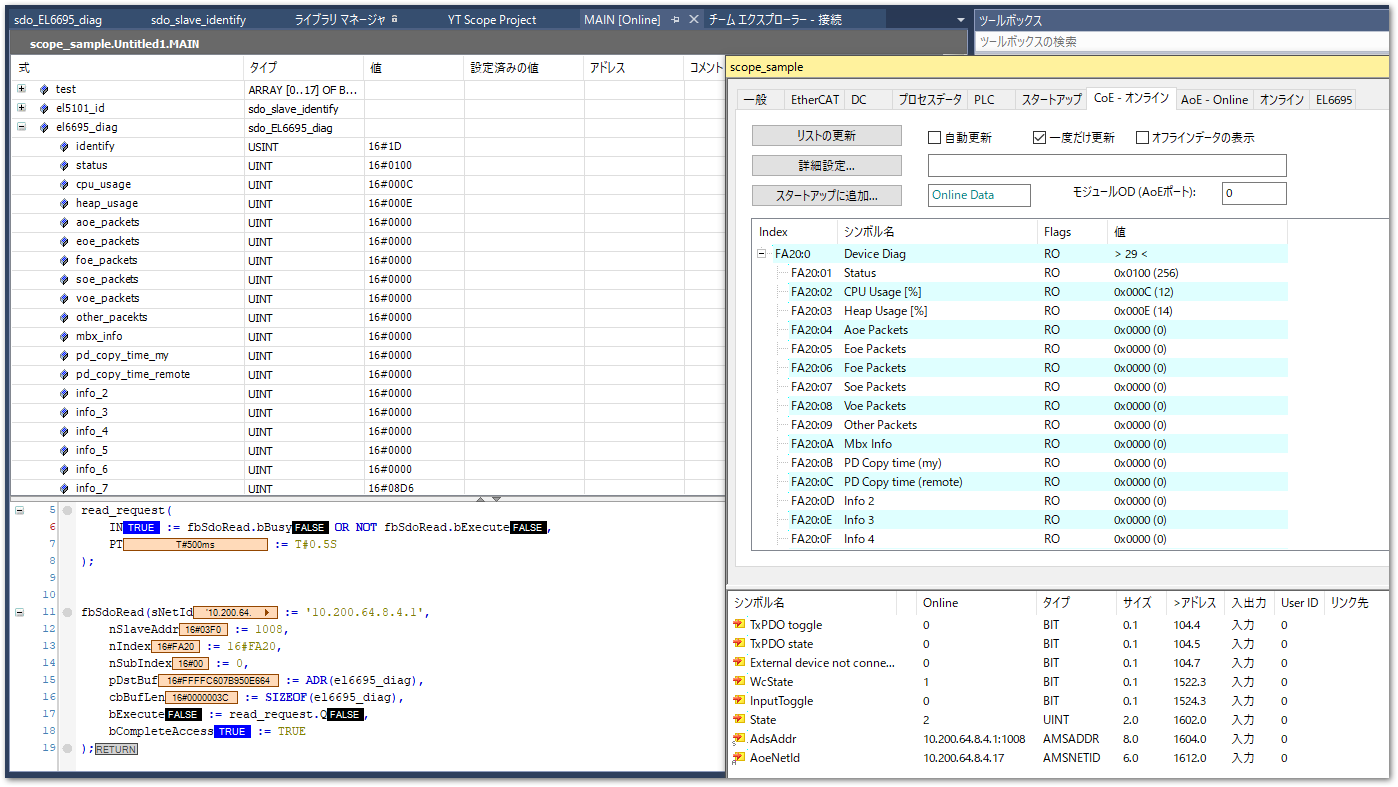 sdo_EL6695_diag sdo_slave_identify ライブラリ マネージャ YT Scope Project MAIN [Online] チーム エクスプローラー - 接続
ツールボックス
ツールボックスの検索
scope_sample.Untitled1.MAIN
式 タイプ 値 設定済みの値 アドレス コメント
test ARRAY [0..17] OF B...
el5101_id sdo_slave_identify
el6695_diag sdo_EL6695_diag
identify USINT 16#1D
status UINT 16#0100
cpu_usage UINT 16#000C
heap_usage UINT 16#000E
aoe_packets UINT 16#0000
eoe_packets UINT 16#0000
foe_packets UINT 16#0000
soe_packets UINT 16#0000
voe_packets UINT 16#0000
other_pacekts UINT 16#0000
mbx_info UINT 16#0000
pd_copy_time_my UINT 16#0000
pd_copy_time_remote UINT 16#0000
info_2 UINT 16#0000
info_3 UINT 16#0000
info_4 UINT 16#0000
info_5 UINT 16#0000
info_6 UINT 16#0000
info_7 UINT 16#08D6
5 read_request(
6 IN TRUE := fbSdoRead.bBusy FALSE OR NOT fbSdoRead.bExecute FALSE ,
7 PT T#500ms := T#0.5S
8 );
9
10
11 fbSdoRead(sNetId '10.200.64. := '10.200.64.8.4.1',
12 nSlaveAddr 16#03F0 := 1008,
13 nIndex 16#FA20 := 16#FA20,
14 nSubIndex 16#00 := 0,
15 pDstBuf 16#FFFFC607B950E664 := ADR(el6695_diag),
16 cbBufLen 16#0000003C := SIZEOF(el6695_diag),
17 bExecute FALSE := read_request.Q FALSE ,
18 bCompleteAccess TRUE := TRUE
19 ); RETURN
scope_sample
一般 EtherCAT DC プロセスデータ PLC スタートアップ CoE - オンライン AoE - Online オンライン EL6695
リストの更新 自動更新 一度だけ更新 オフラインデータの表示
詳細設定...
スタートアップに追加... Online Data モジュールOD (AoEポート): 0
Index シンボル名 Flags 値
FA20:0 Device Diag RO > 29 <
FA20:01 Status RO 0x0100 (256)
FA20:02 CPU Usage [%] RO 0x000C (12)
FA20:03 Heap Usage [%] RO 0x000E (14)
FA20:04 Aoe Packets RO 0x0000 (0)
FA20:05 Eoe Packets RO 0x0000 (0)
FA20:06 Foe Packets RO 0x0000 (0)
FA20:07 Soe Packets RO 0x0000 (0)
FA20:08 Voe Packets RO 0x0000 (0)
FA20:09 Other Packets RO 0x0000 (0)
FA20:0A Mbx Info RO 0x0000 (0)
FA20:0B PD Copy time (my) RO 0x0000 (0)
FA20:0C PD Copy time (remote) RO 0x0000 (0)
FA20:0D Info 2 RO 0x0000 (0)
FA20:0E Info 3 RO 0x0000 (0)
FA20:0F Info 4 RO 0x0000 (0)
シンボル名 Online タイプ サイズ >アドレス 入出力 User ID リンク先
TxPDO toggle 0 BIT 0.1 104.4 入力 0
TxPDO state 0 BIT 0.1 104.5 入力 0
External device not conne... 0 BIT 0.1 104.7 入力 0
WcState 1 BIT 0.1 1522.3 入力 0
InputToggle 0 BIT 0.1 1524.3 入力 0
State 2 UINT 2.0 1602.0 入力 0
AdsAddr 10.200.64.8.4.1:1008 AMSADDR 8.0 1604.0 入力 0
AoeNetId 10.200.64.8.4.17 AMSNETID 6.0 1612.0 入力 0